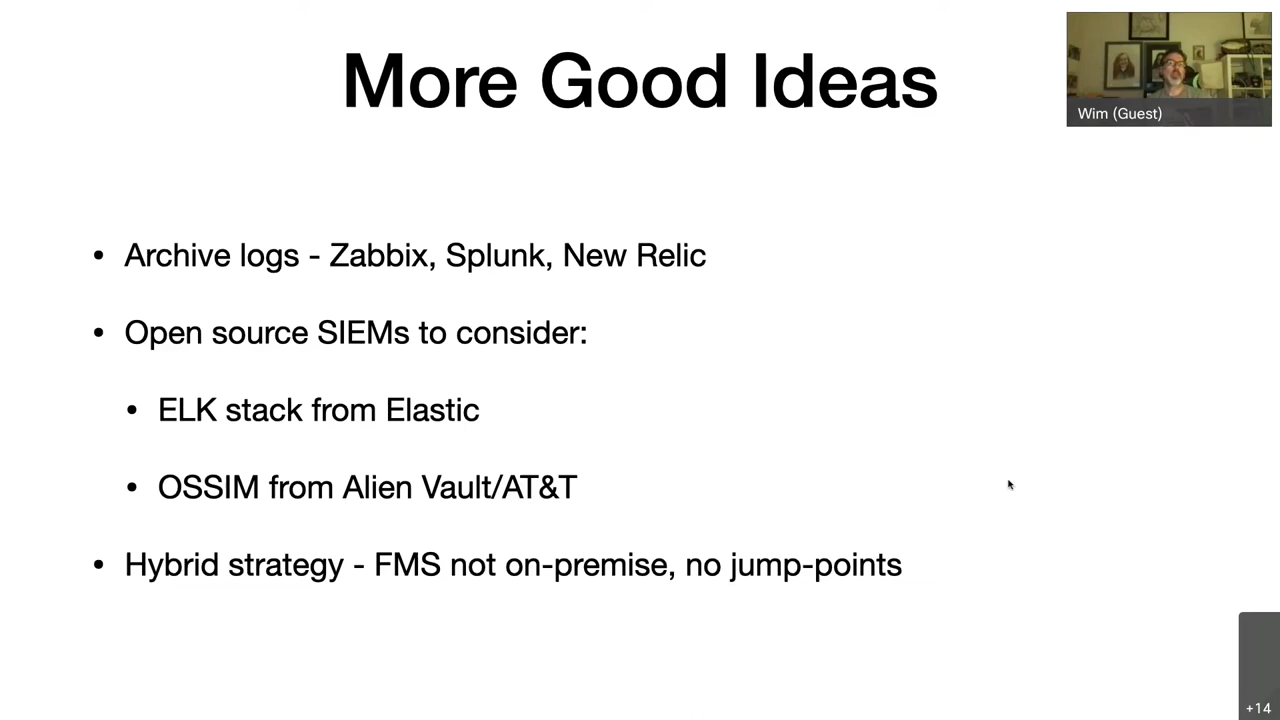 More Good Ideas
Wim (Guest)
• Archive logs - Zabbix, Splunk, New Relic
• Open source SIEMs to consider:
• ELK stack from Elastic
• OSSIM from Alien Vault/AT&T
• Hybrid strategy - FMS not on-premise, no jump-points
+14